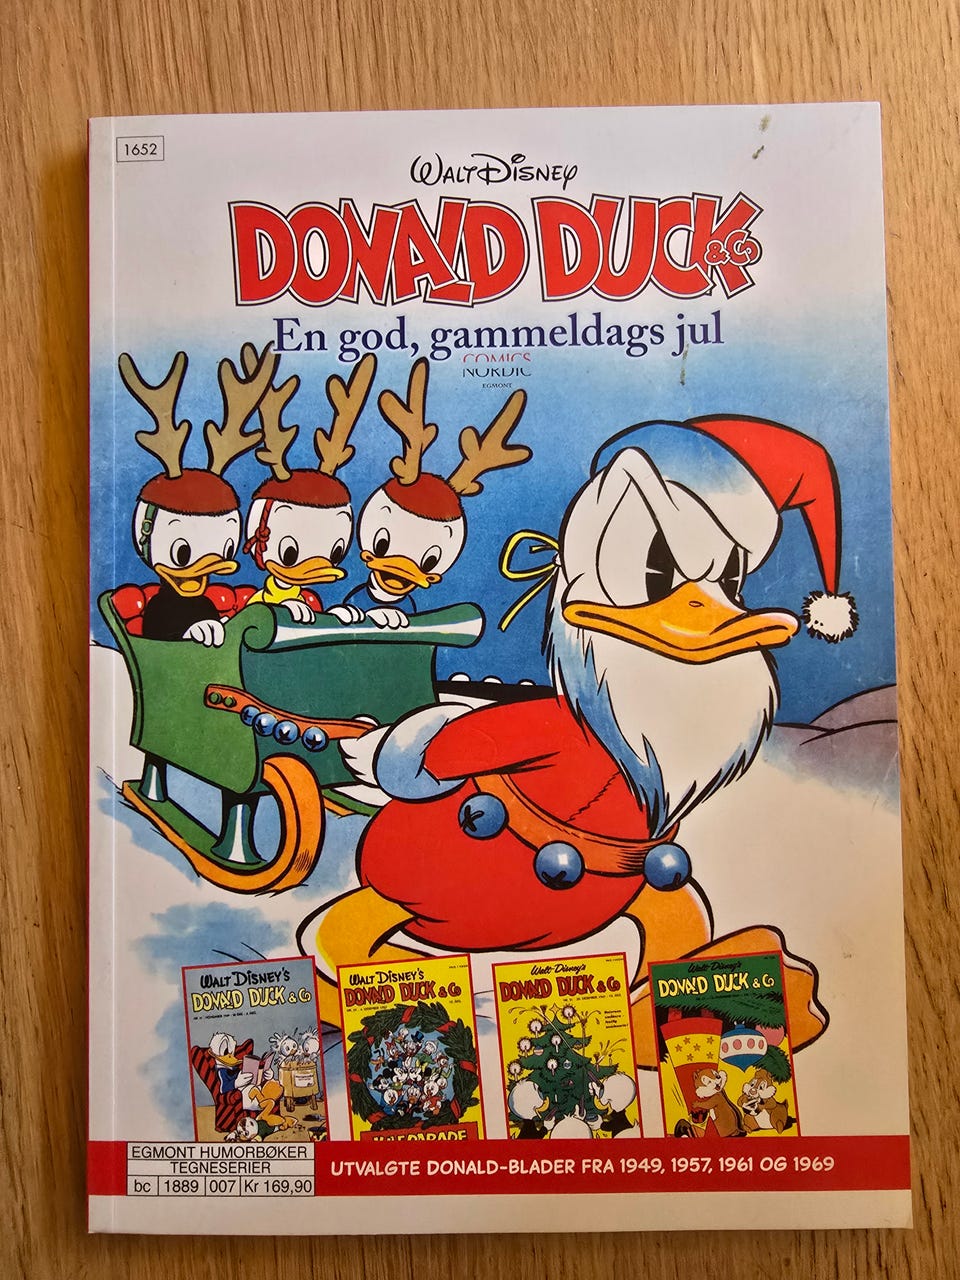 1652
WALT DISNEY
DONALD DUCK & Co
En god, gammeldags jul
COMICS
NORDIC
EGMONT
WALT DISNEY'S
DONALD DUCK & Co
WALT DISNEY'S
DONALD DUCK & Co
JULEPARADE
Walt Disney's
DONALD DUCK & Co
Walt Disney's
DONALD DUCK & Co
EGMONT HUMORBØKER
TEGNESERIER
bc 1889 007 Kr 169,90
UTVALGTE DONALD-BLADER FRA 1949, 1957, 1961 OG 1969